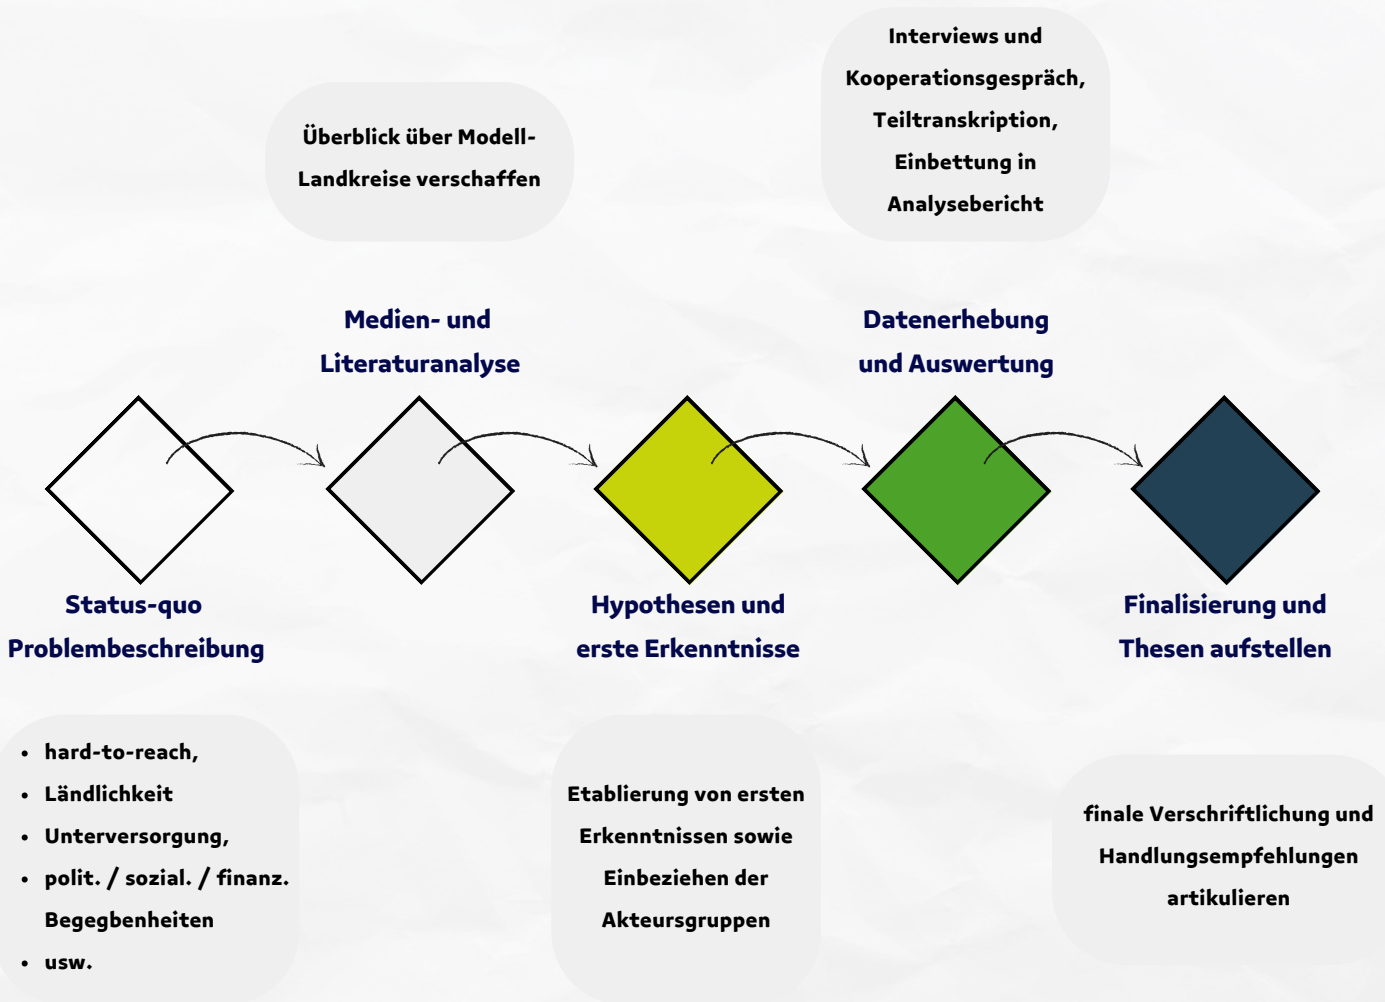 Interviews und
Kooperationsgespräch,
Teiltranskription,
Einbettung in
Analysebericht
Überblick über Modell-
Landkreise verschaffen
Medien- und
Literaturanalyse
Datenerhebung
und Auswertung
Status-quo
Problembeschreibung
Hypothesen und
erste Erkenntnisse
Finalisierung und
Thesen aufstellen
• hard-to-reach,
• Ländlichkeit
• Unterversorgung,
• polit. / sozial. / finanz.
Begegbenheiten
• usw.
Etablierung von ersten
Erkenntnissen sowie
Einbeziehen der
Akteursgruppen
finale Verschriftlichung und
Handlungsempfehlungen
artikulieren